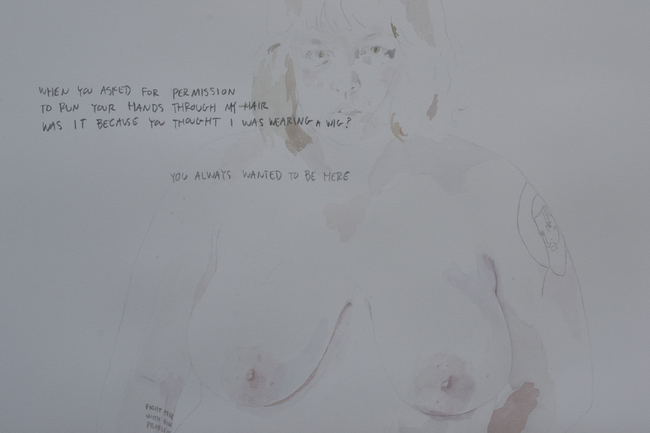 WHEN YOU ASKED FOR PERMISSION
TO RUN YOUR HANDS THROUGH MY HAIR
WAS IT BECAUSE YOU THOUGHT I WAS WEARING A WIG?
YOU ALWAYS WANTED TO BE HERE